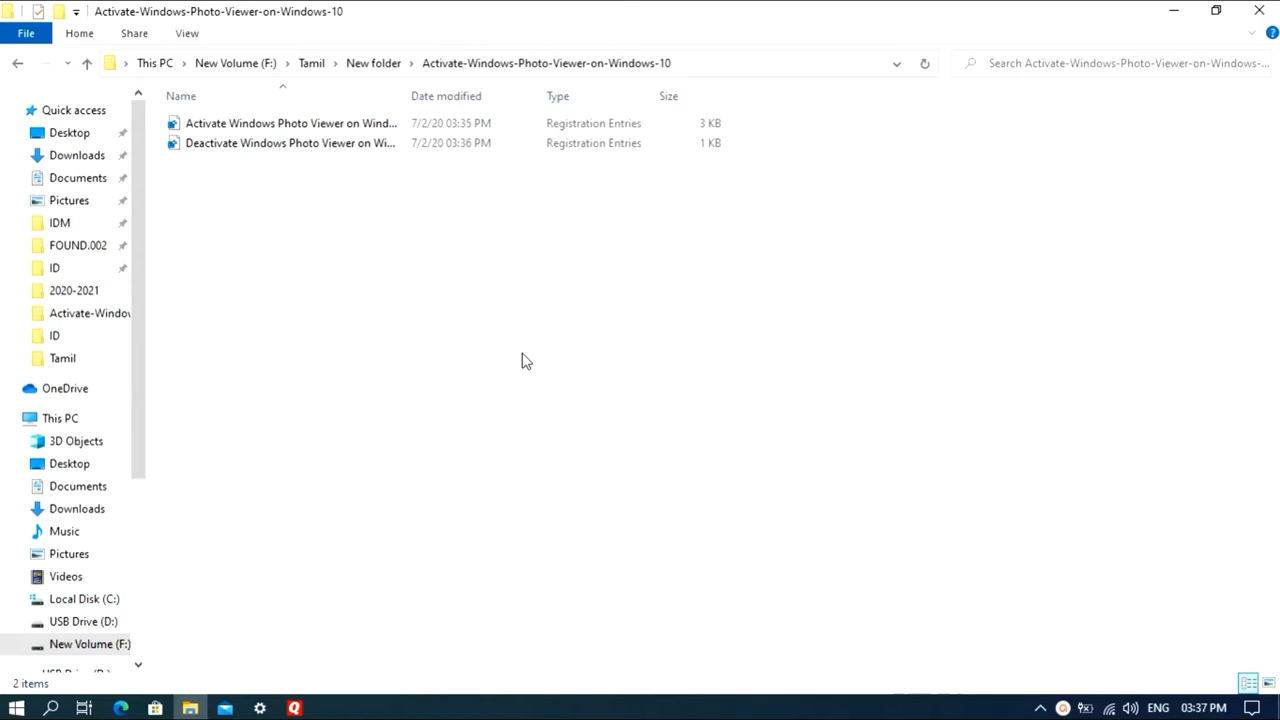 Activate-Windows-Photo-Viewer-on-Windows-10
File Home Share View
This PC New Volume (F:) Tamil New folder Activate-Windows-Photo-Viewer-on-Windows-10
Search Activate-Windows-Photo-Viewer-on-Windows-...
Name Date modified Type Size
Activate Windows Photo Viewer on Wind... 7/2/20 03:35 PM Registration Entries 3 KB
Deactivate Windows Photo Viewer on Wi... 7/2/20 03:36 PM Registration Entries 1 KB
Quick access
Desktop
Downloads
Documents
Pictures
IDM
FOUND.002
ID
2020-2021
Activate-Windov
ID
Tamil
OneDrive
This PC
3D Objects
Desktop
Documents
Downloads
Music
Pictures
Videos
Local Disk (C:)
USB Drive (D:)
New Volume (F:)
2 items
ENG 03:37 PM